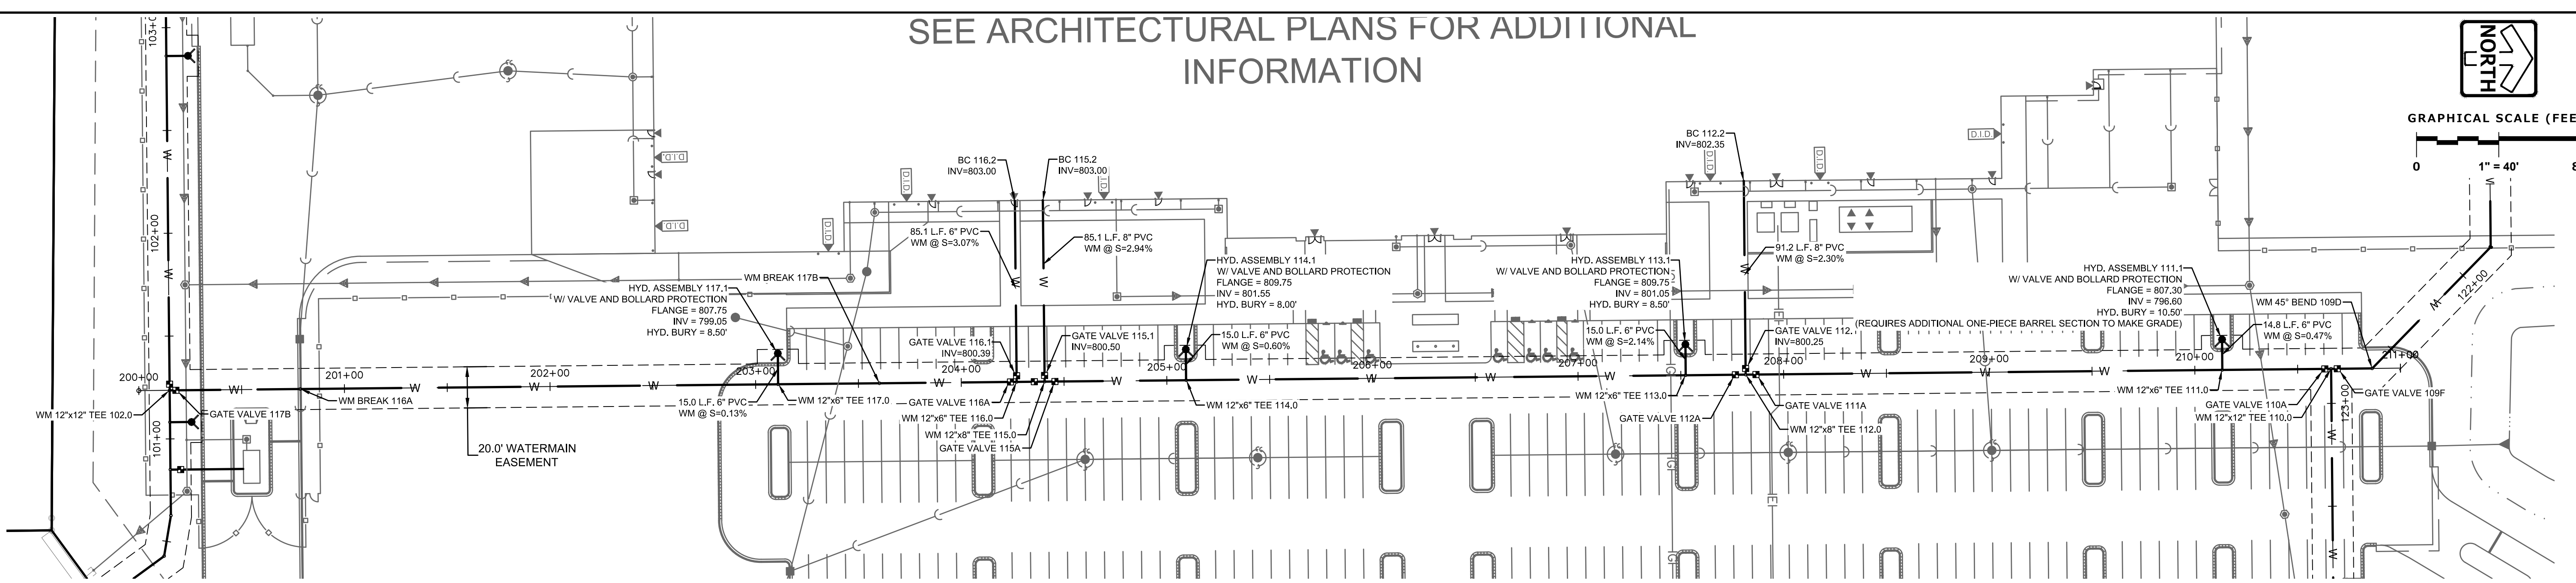 SEE ARCHITECTURAL PLANS FOR ADDITIONAL
INFORMATION
NORTH
GRAPHICAL SCALE (FEE
0
1" = 40'
8
103+0
102+00
101+00
BC 116.2
INV=803.00
BC 115.2
INV=803.00
BC 112.2
INV=802.35
D.I.D.
D.I.D.
D.I.D.
D.I.D.
D.I.D.
D.I.D.
D.I.D.
D.I.D.
85.1 L.F. 6" PVC
WM @ S=3.07%
85.1 L.F. 8" PVC
WM @ S=2.94%
91.2 L.F. 8" PVC
WM @ S=2.30%
WM BREAK 117B
HYD. ASSEMBLY 117.1
W/ VALVE AND BOLLARD PROTECTION
FLANGE = 807.75
INV = 799.05
HYD. BURY = 8.50'
HYD. ASSEMBLY 114.1
W/ VALVE AND BOLLARD PROTECTION
FLANGE = 809.75
INV = 801.55
HYD. BURY = 8.00'
HYD. ASSEMBLY 113.1
W/ VALVE AND BOLLARD PROTECTION
FLANGE = 809.75
INV = 801.05
HYD. BURY = 8.50'
HYD. ASSEMBLY 111.1
W/ VALVE AND BOLLARD PROTECTION
FLANGE = 807.30
INV = 796.60
HYD. BURY = 10.50'
(REQUIRES ADDITIONAL ONE-PIECE BARREL SECTION TO MAKE GRADE)
WM 45° BEND 109D
122+00
GATE VALVE 116.1
INV=800.39
GATE VALVE 115.1
INV=800.50
15.0 L.F. 6" PVC
WM @ S=0.60%
15.0 L.F. 6" PVC
WM @ S=2.14%
GATE VALVE 112.
INV=800.25
14.8 L.F. 6" PVC
WM @ S=0.47%
200+00
201+00
202+00
203+00
204+00
205+00
206+00
207+00
208+00
209+00
210+00
211+00
WM 12"x12" TEE 102.0
GATE VALVE 117B
WM BREAK 116A
20.0' WATERMAIN
EASEMENT
15.0 L.F. 6" PVC
WM @ S=0.13%
WM 12"x6" TEE 117.0
GATE VALVE 116A
WM 12"x6" TEE 116.0
WM 12"x8" TEE 115.0
GATE VALVE 115A
WM 12"x6" TEE 114.0
WM 12"x6" TEE 113.0
GATE VALVE 112A
GATE VALVE 111A
WM 12"x8" TEE 112.0
WM 12"x6" TEE 111.0
GATE VALVE 110A
WM 12"x12" TEE 110.0
GATE VALVE 109F
123+00